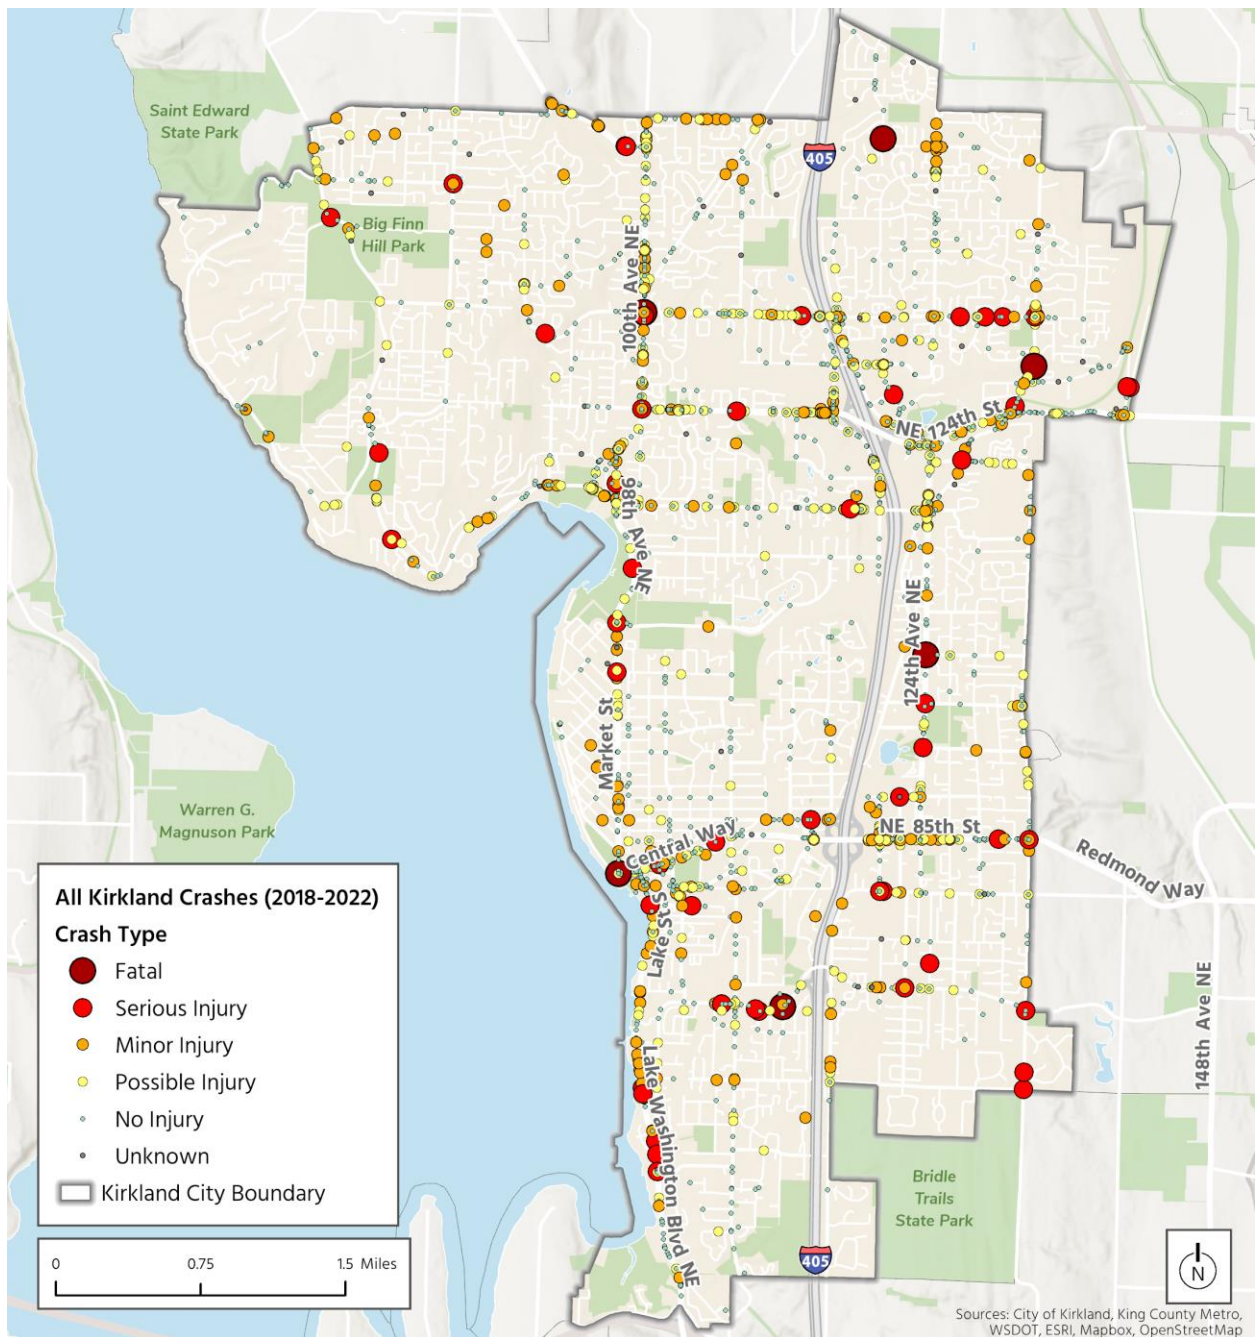 Saint Edward
State Park
405
Big Finn
Hill Park
100th Ave NE
NE 124th St
98th Ave NE
124th Ave NE
Market St
Warren G.
Magnuson Park
Central Way
NE 85th St
Redmond Way
Lake St S
148th Ave NE
Lake Washington Blvd NE
Bridle
Trails
State Park
405
All Kirkland Crashes (2018-2022)
Crash Type
Fatal
Serious Injury
Minor Injury
Possible Injury
No Injury
Unknown
Kirkland City Boundary
0 0.75 1.5 Miles
N
Sources: City of Kirkland, King County Metro,
WSDOT, ESRI, Mapbox, OpenStreetMap